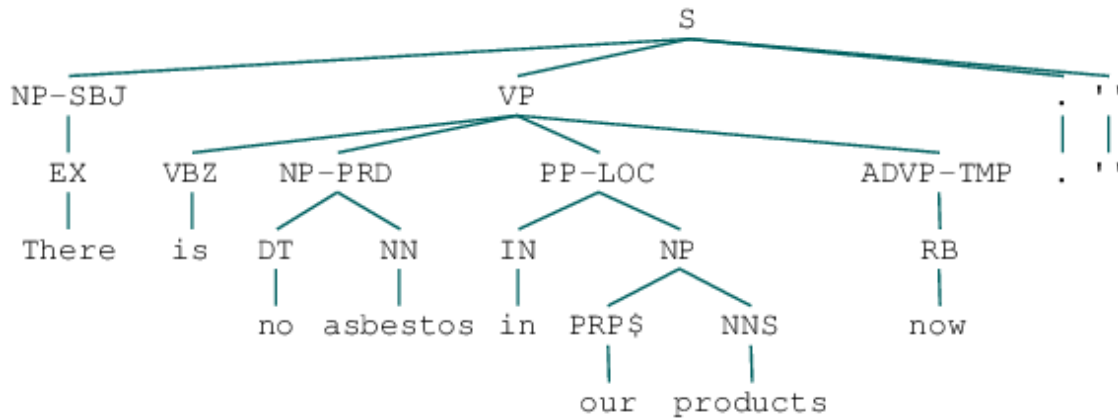 S
NP-SBJ VP . ''
EX VBZ NP-PRD PP-LOC ADVP-TMP . ''
There is DT NN IN NP RB
no asbestos in PRP$ NNS now
our products